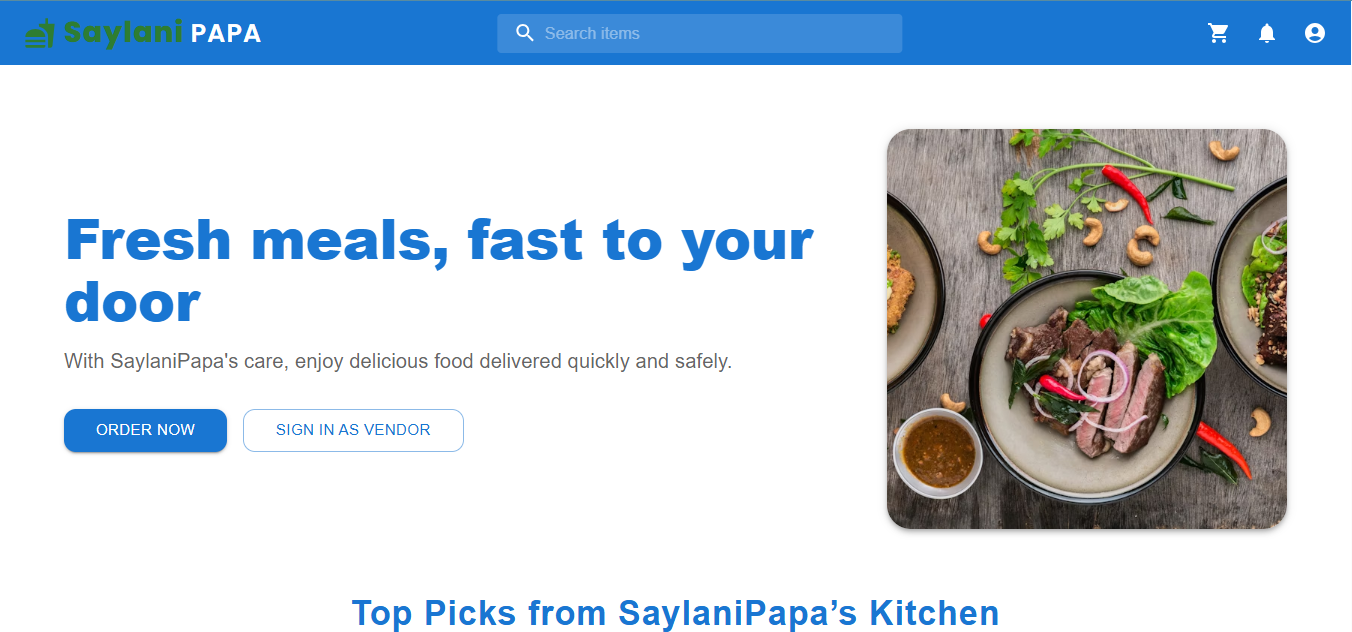 Saylani PAPA
Search items
Fresh meals, fast to your
door
With SaylaniPapa's care, enjoy delicious food delivered quickly and safely.
ORDER NOW
SIGN IN AS VENDOR
Top Picks from SaylaniPapa’s Kitchen